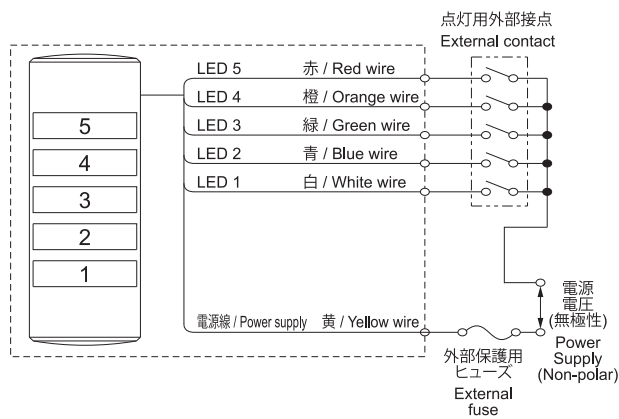 点灯用外部接点
External contact
LED 5 赤 / Red wire
LED 4 橙 / Orange wire
LED 3 緑 / Green wire
LED 2 青 / Blue wire
LED 1 白 / White wire
5
4
3
2
1
電源線 / Power supply 黄 / Yellow wire
電源
電圧
(無極性)
Power
Supply
(Non-polar)
外部保護用
ヒューズ
External
fuse